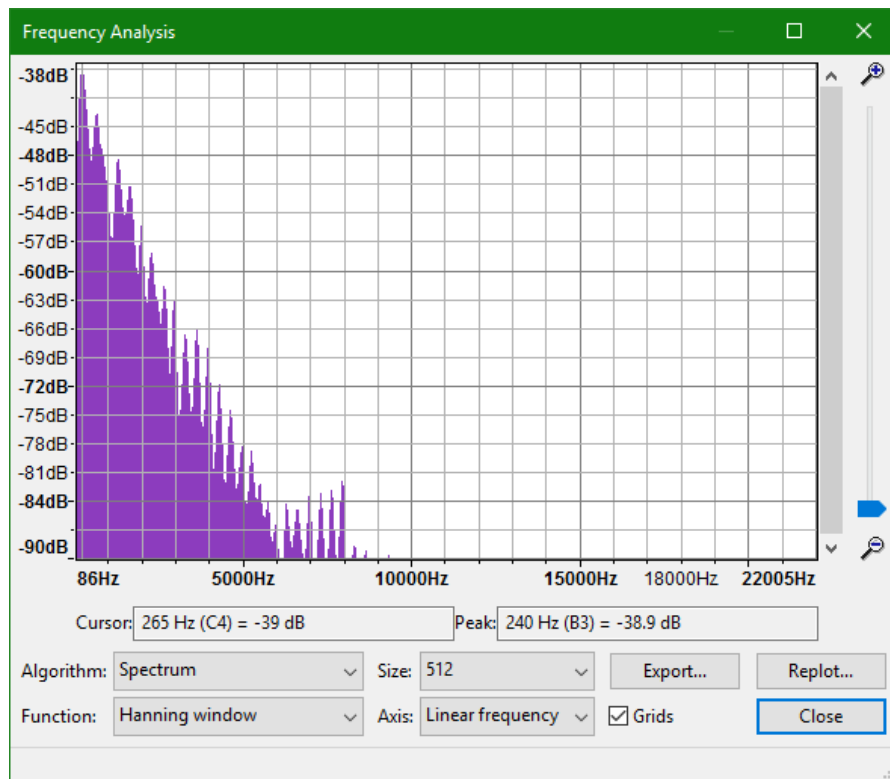 Frequency Analysis
-38dB
-45dB
-48dB
-51dB
-54dB
-57dB
-60dB
-63dB
-66dB
-69dB
-72dB
-75dB
-78dB
-81dB
-84dB
-90dB
86Hz 5000Hz 10000Hz 15000Hz 18000Hz 22005Hz
Cursor: 265 Hz (C4) = -39 dB Peak: 240 Hz (B3) = -38.9 dB
Algorithm: Spectrum Size: 512 Export... Replot...
Function: Hanning window Axis: Linear frequency Grids Close